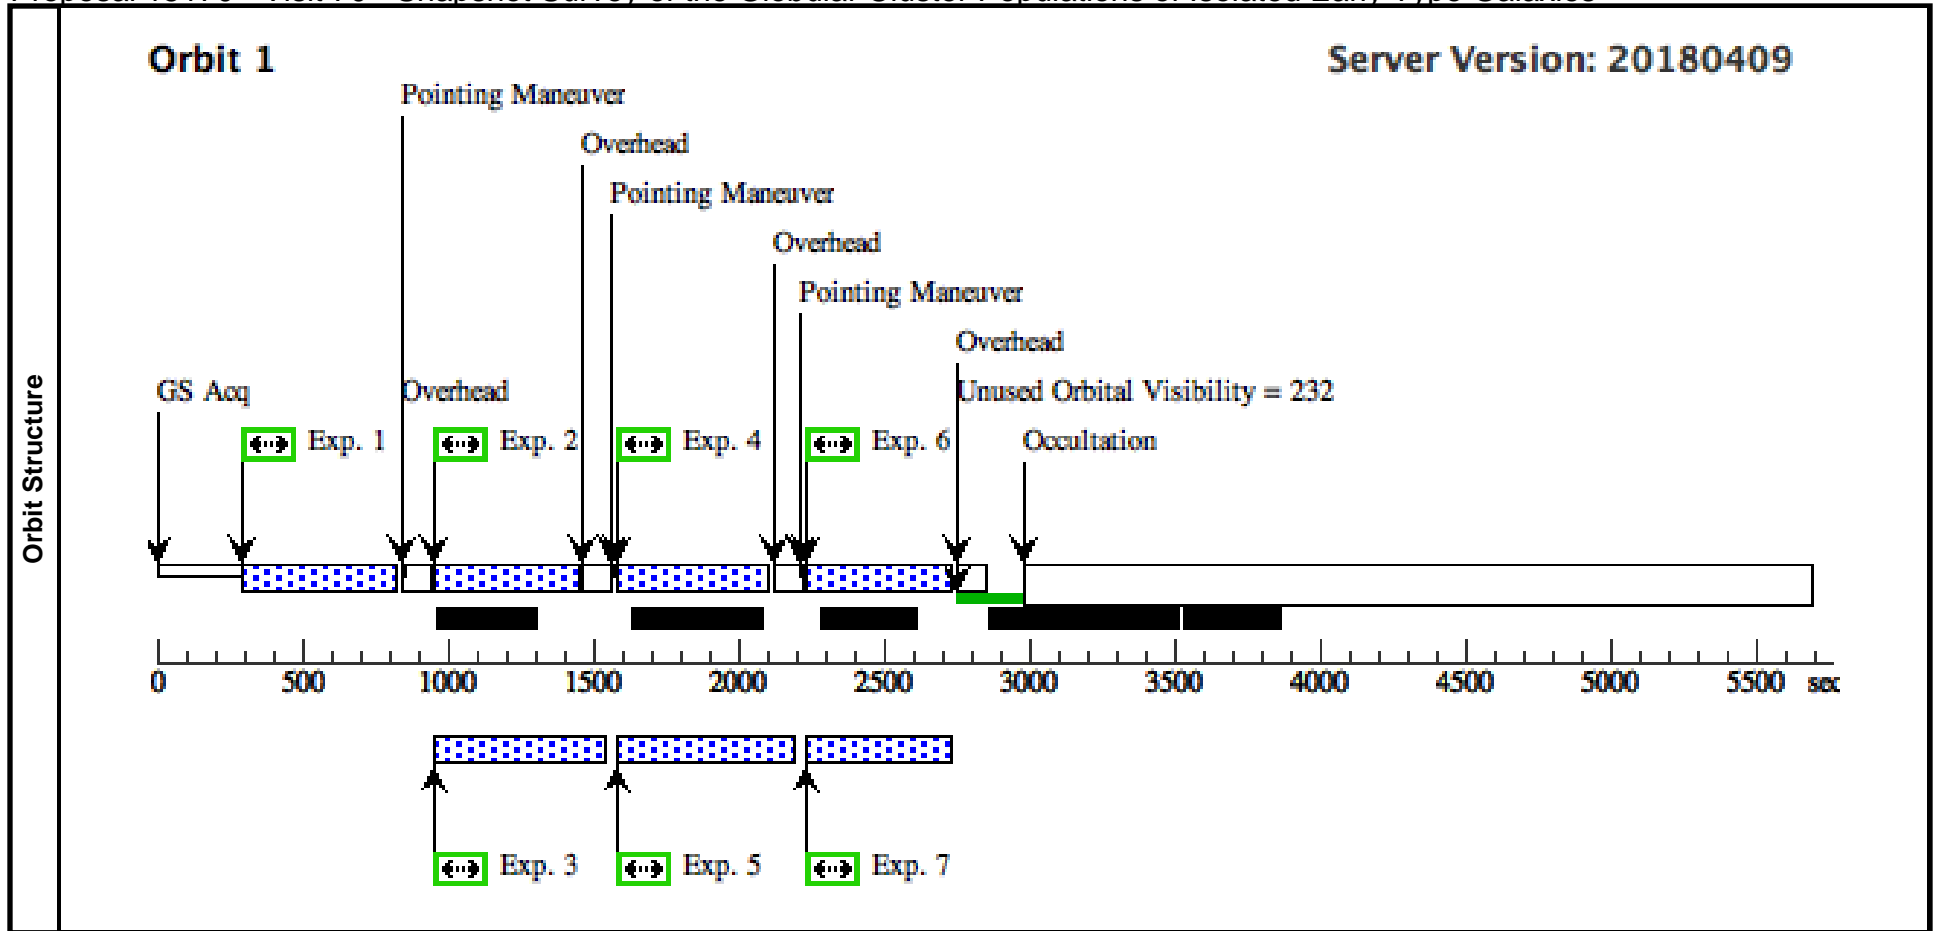 Orbit 1
Server Version: 20180409
Pointing Maneuver
Overhead
Pointing Maneuver
Overhead
Pointing Maneuver
Overhead
GS Acq
Overhead
Unused Orbital Visibility = 232
Exp. 1
Exp. 2
Exp. 4
Exp. 6
Occultation
Orbit Structure
0 500 1000 1500 2000 2500 3000 3500 4000 4500 5000 5500 sec
Exp. 3
Exp. 5
Exp. 7